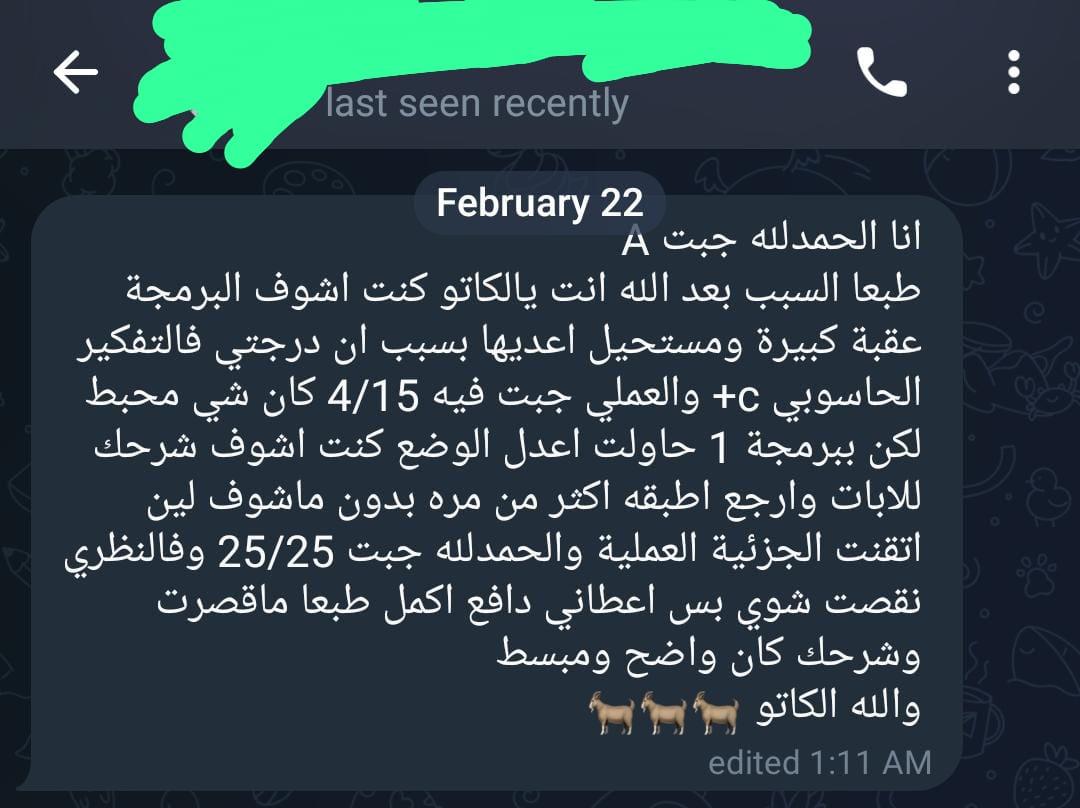 last seen recently
February 22
انا الحمدلله جبت A
طبعا السبب بعد الله انت يالكاتو كنت اشوف البرمجة
عقبة كبيرة ومستحيل اعديها بسبب ان درجتي فالتفكير
الحاسوبي c+ والعملي جبت فيه 4/15 كان شي محبط
لكن ببرمجة 1 حاولت اعدل الوضع كنت اشوف شرحك
للابات وارجع اطبقه اكثر من مره بدون ماشوف لين
اتقنت الجزئية العملية والحمدلله جبت 25/25 وفالنظري
نقصت شوي بس اعطاني دافع اكمل طبعا ماقصرت
وشرحك كان واضح ومبسط
والله الكاتو 🐐🐐🐐
edited 1:11 AM